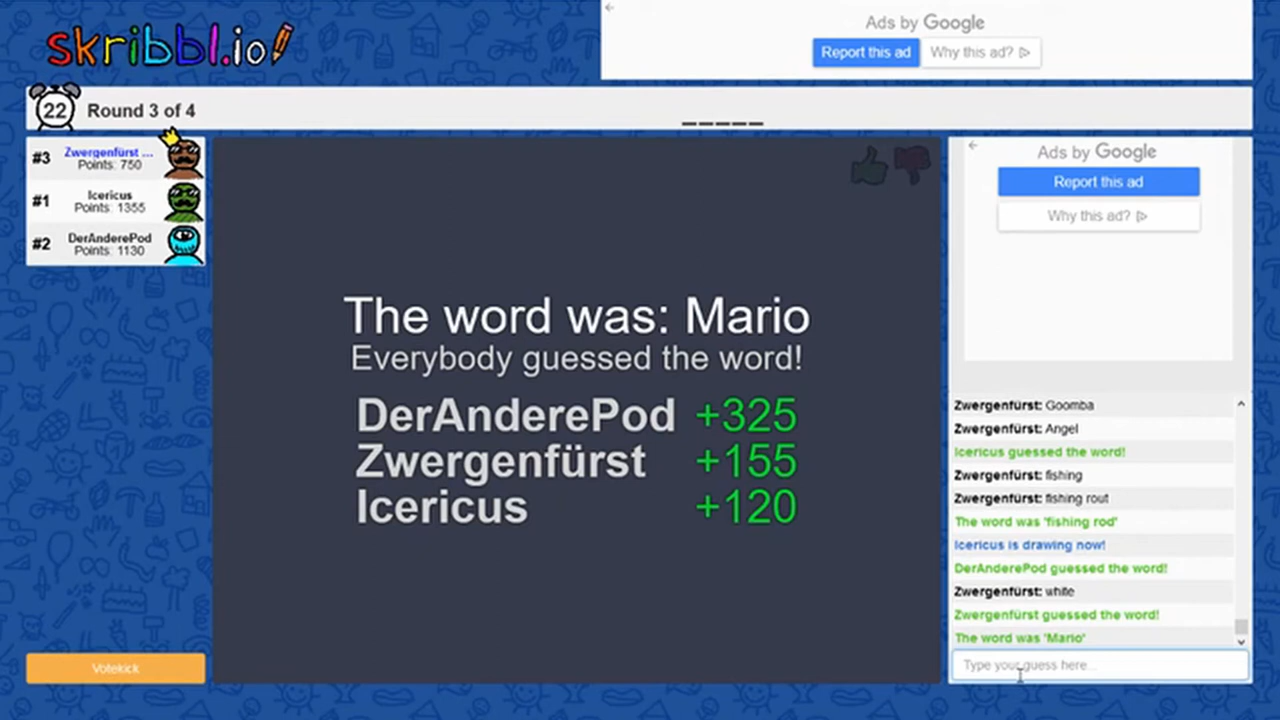 skribbl.io!
Ads by Google
Report this ad
Why this ad?
22
Round 3 of 4
_____
#3
Zwergenfürst ...
Points: 750
#1
Icericus
Points: 1355
#2
DerAnderePod
Points: 1130
Votekick
The word was: Mario
Everybody guessed the word!
DerAnderePod +325
Zwergenfürst +155
Icericus +120
Ads by Google
Report this ad
Why this ad?
Zwergenfürst: Goomba
Zwergenfürst: Angel
Icericus guessed the word!
Zwergenfürst: fishing
Zwergenfürst: fishing rout
The word was 'fishing rod'
Icericus is drawing now!
DerAnderePod guessed the word!
Zwergenfürst: white
Zwergenfürst guessed the word!
The word was 'Mario'
Type your guess here...